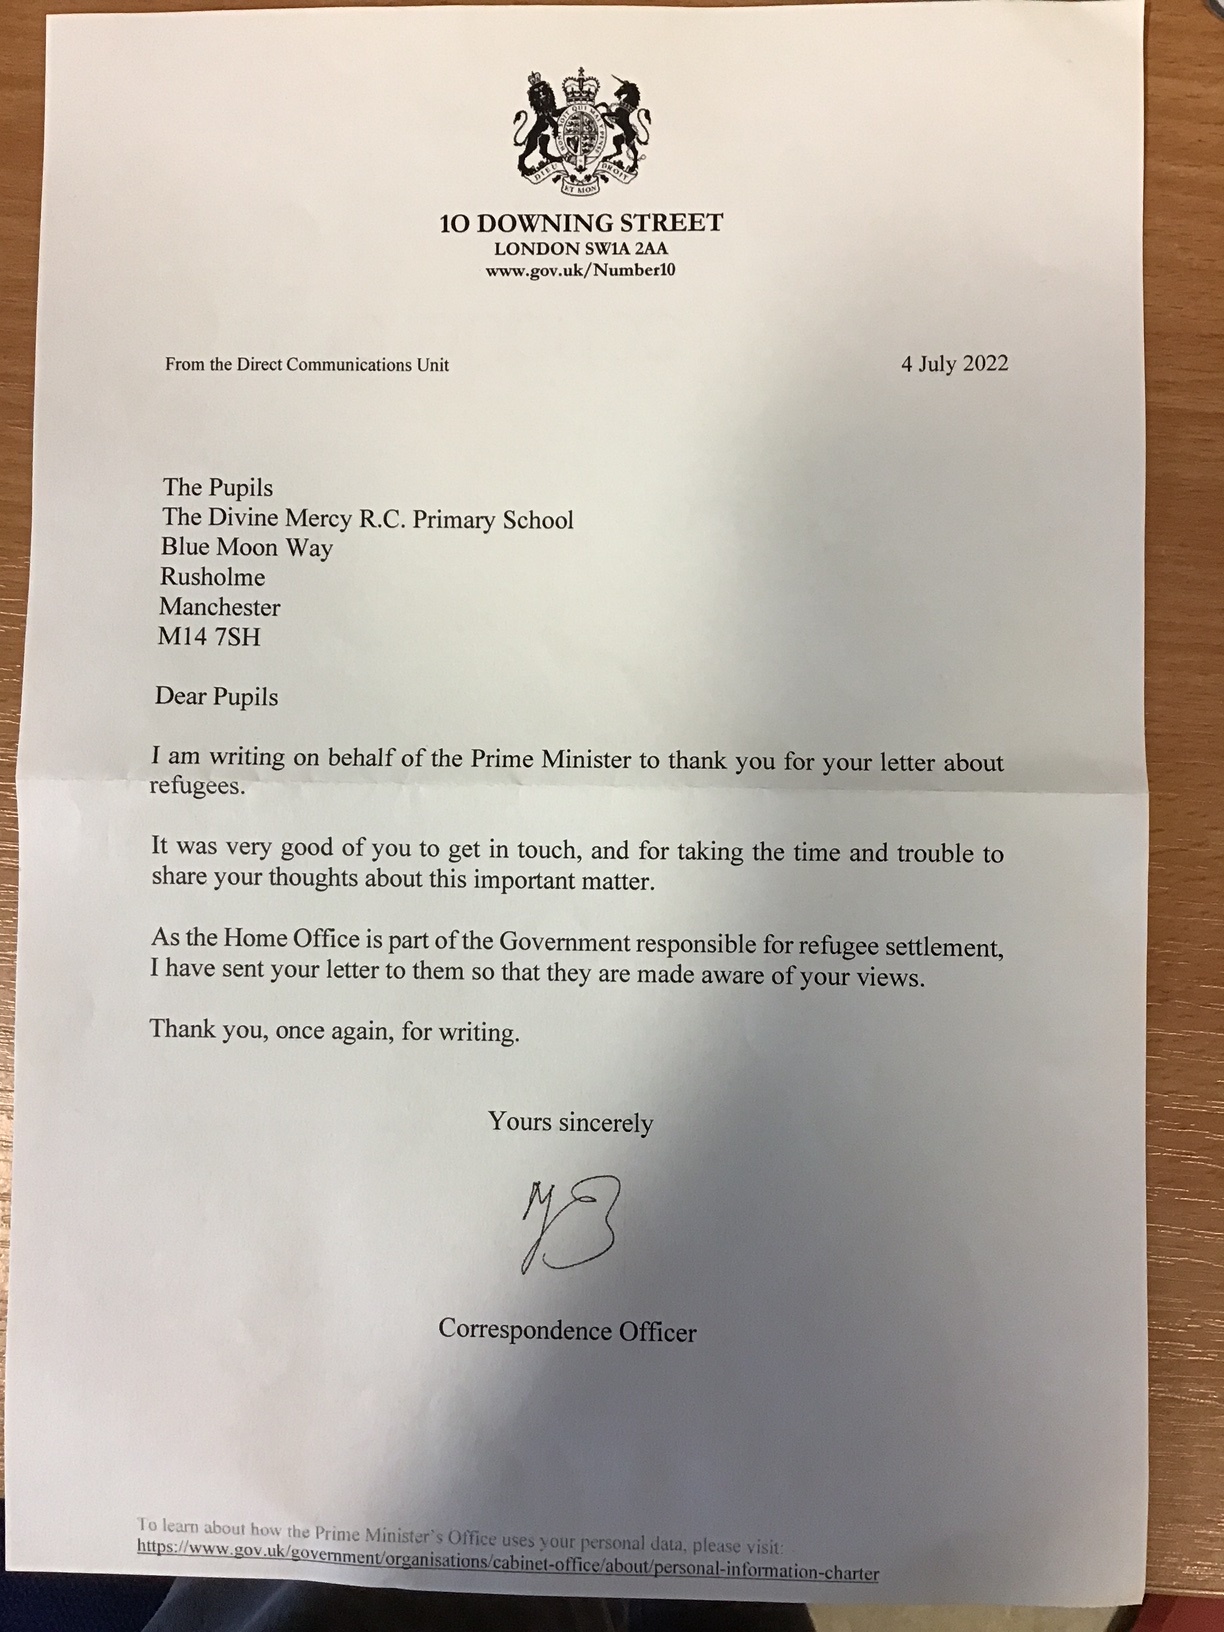 DIEU ET MON DROIT
10 DOWNING STREET
LONDON SW1A 2AA
www.gov.uk/Number10
From the Direct Communications Unit
4 July 2022
The Pupils
The Divine Mercy R.C. Primary School
Blue Moon Way
Rusholme
Manchester
M14 7SH
Dear Pupils
I am writing on behalf of the Prime Minister to thank you for your letter about
refugees.
It was very good of you to get in touch, and for taking the time and trouble to
share your thoughts about this important matter.
As the Home Office is part of the Government responsible for refugee settlement,
I have sent your letter to them so that they are made aware of your views.
Thank you, once again, for writing.
Yours sincerely
Correspondence Officer
To learn about how the Prime Minister's Office uses your personal data, please visit:
https://www.gov.uk/government/organisations/cabinet-office/about/personal-information-charter